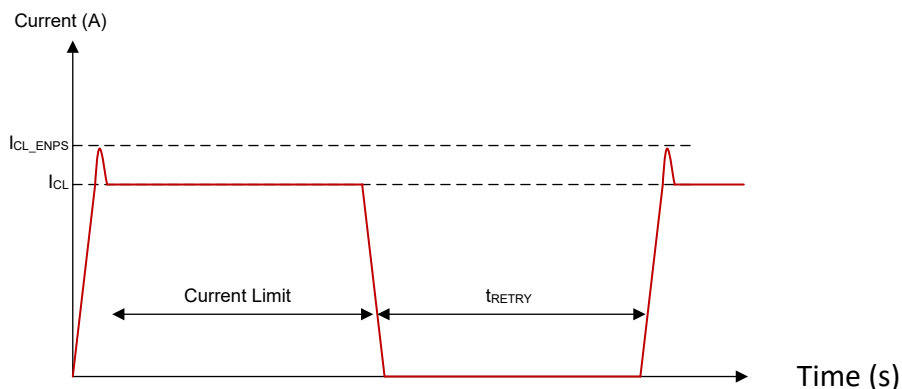 Current (A)
ICL_ENPS
ICL
Current Limit
tRETRY
Time (s)